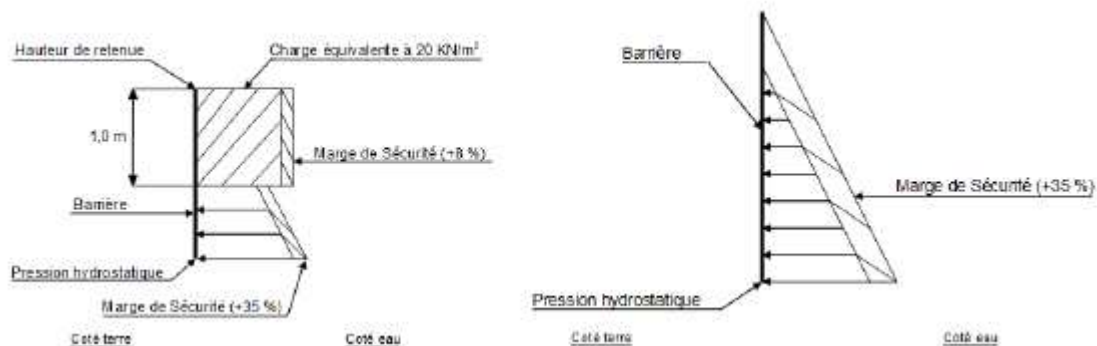 Hauteur de retenue
Charge équivalente à 20 KN/m²
1,0 m
Marge de Sécurité (+8 %)
Barrière
Pression hydrostatique
Marge de Sécurité (+35 %)
Coté terre
Coté eau
Barrière
Marge de Sécurité (+35 %)
Pression hydrostatique
Coté terre
Coté eau